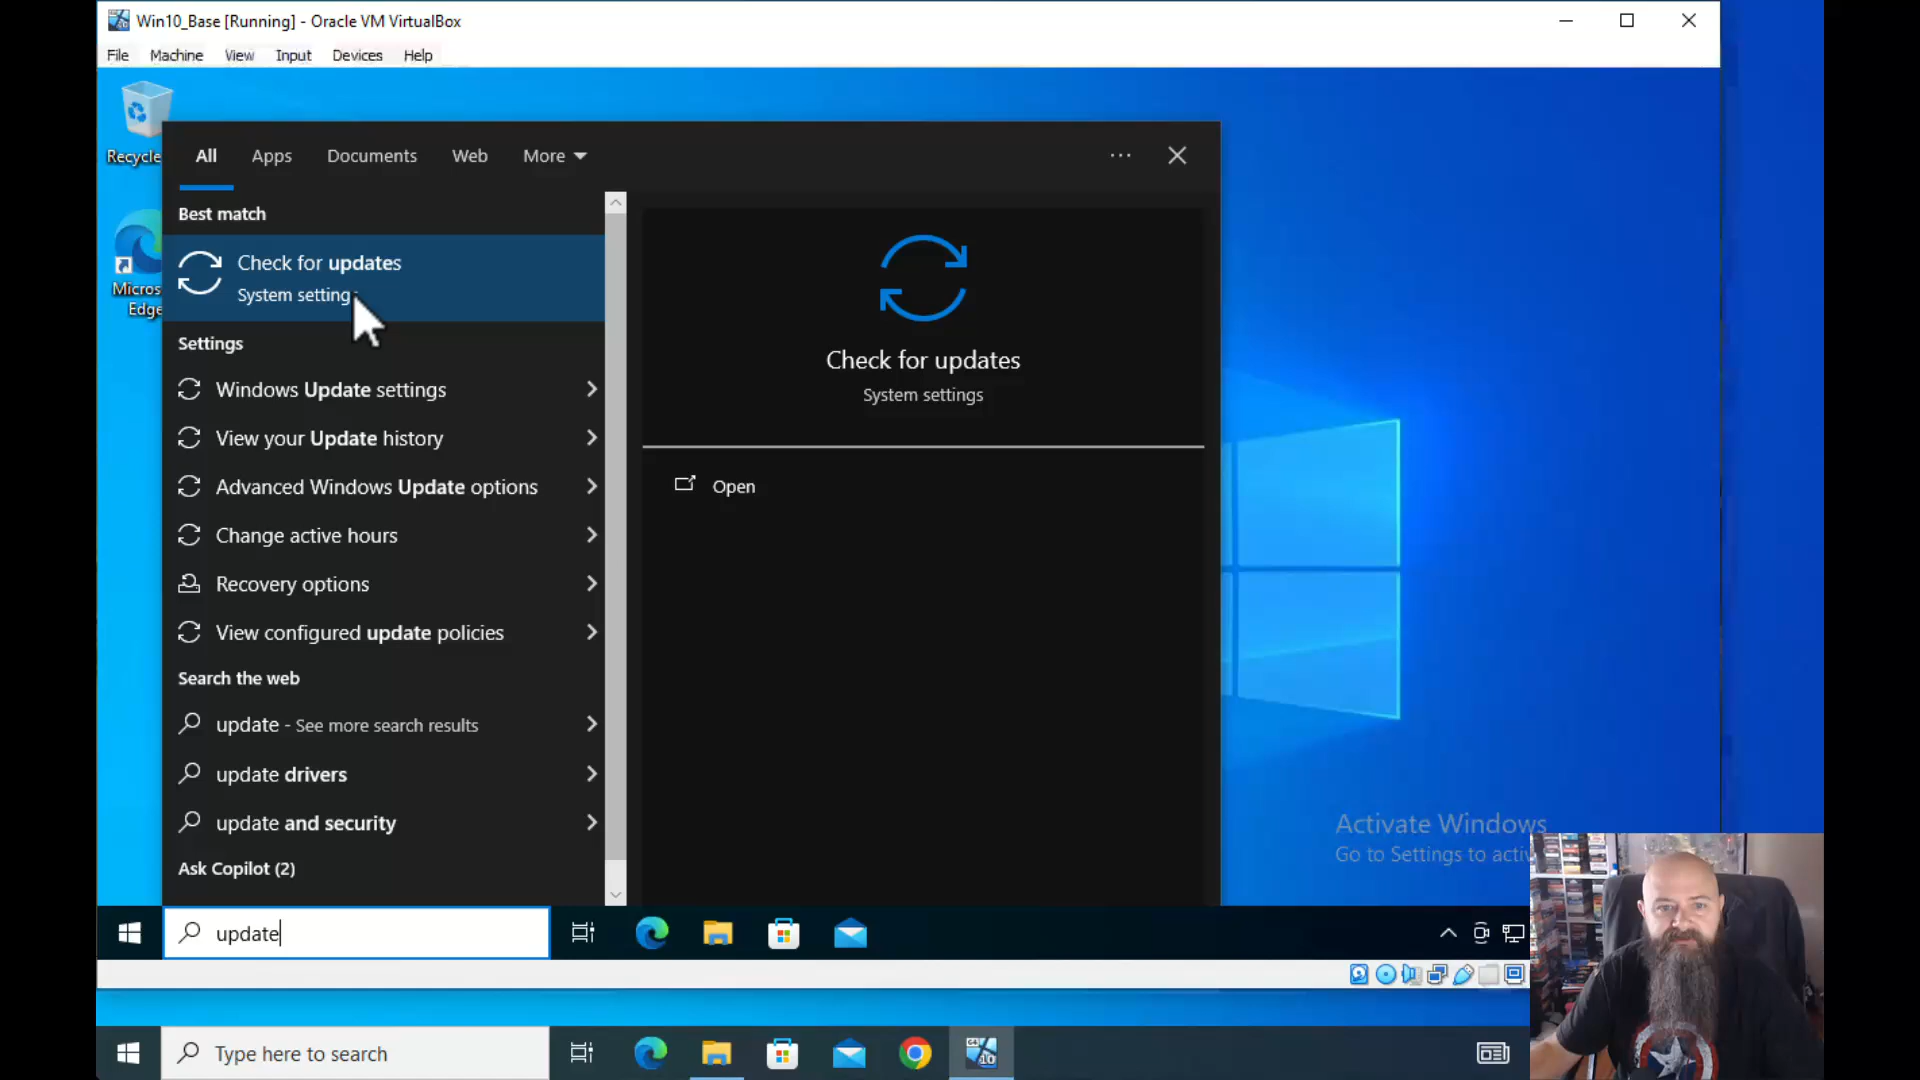 Win10_Base [Running] - Oracle VM VirtualBox
File Machine View Input Devices Help
Recycle
Micros
Edge
All Apps Documents Web More
Best match
Check for updates
System settings
Settings
Windows Update settings
View your Update history
Advanced Windows Update options
Change active hours
Recovery options
View configured update policies
Search the web
update - See more search results
update drivers
update and security
Ask Copilot (2)
Check for updates
System settings
Open
Activate Windows
Go to Settings to activ
update
Type here to search
64
10